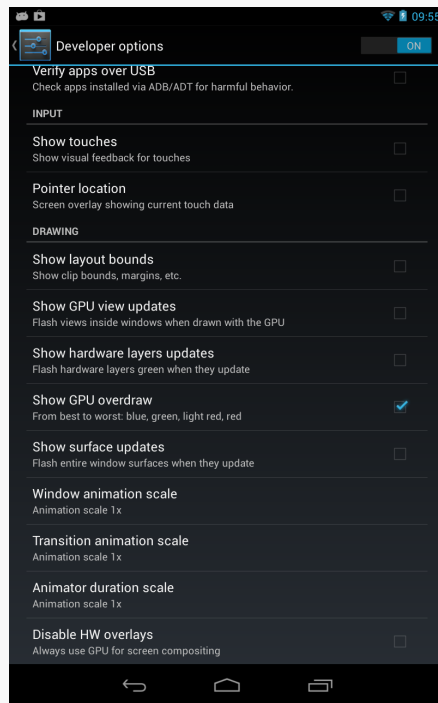 09:55
Developer options
ON
Verify apps over USB
Check apps installed via ADB/ADT for harmful behavior.
INPUT
Show touches
Show visual feedback for touches
Pointer location
Screen overlay showing current touch data
DRAWING
Show layout bounds
Show clip bounds, margins, etc.
Show GPU view updates
Flash views inside windows when drawn with the GPU
Show hardware layers updates
Flash hardware layers green when they update
Show GPU overdraw
From best to worst: blue, green, light red, red
Show surface updates
Flash entire window surfaces when they update
Window animation scale
Animation scale 1x
Transition animation scale
Animation scale 1x
Animator duration scale
Animation scale 1x
Disable HW overlays
Always use GPU for screen compositing